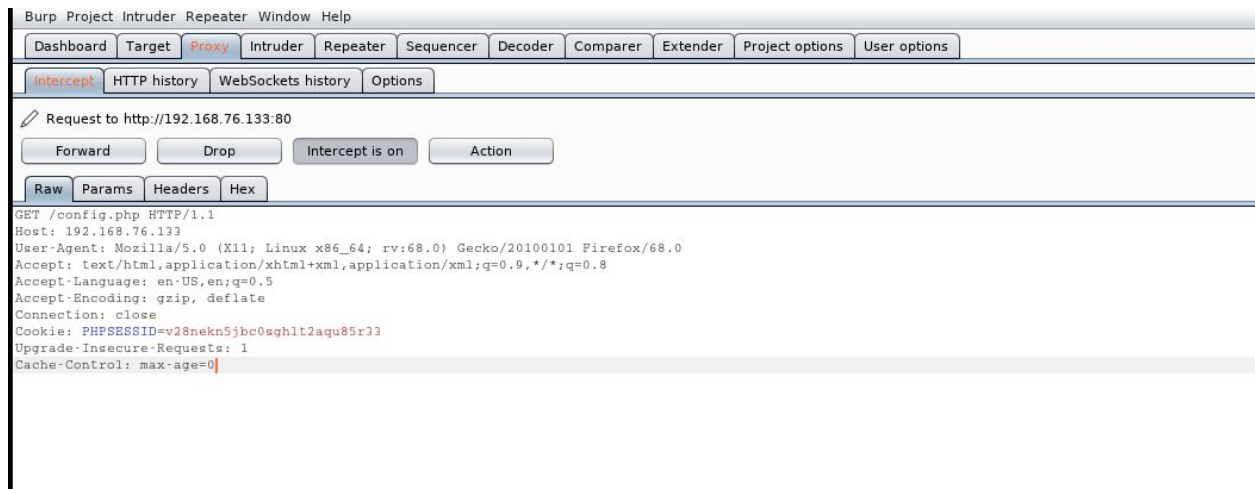 Burp Project Intruder Repeater Window Help
Dashboard Target Proxy Intruder Repeater Sequencer Decoder Comparer Extender Project options User options
Intercept HTTP history WebSockets history Options
Request to http://192.168.76.133:80
Forward Drop Intercept is on Action
Raw Params Headers Hex
GET /config.php HTTP/1.1
Host: 192.168.76.133
User-Agent: Mozilla/5.0 (X11; Linux x86_64; rv:68.0) Gecko/20100101 Firefox/68.0
Accept: text/html,application/xhtml+xml,application/xml;q=0.9,*/*;q=0.8
Accept-Language: en-US,en;q=0.5
Accept-Encoding: gzip, deflate
Connection: close
Cookie: PHPSESSID=v28nekn5jbc0sgh1t2aqu85r33
Upgrade-Insecure-Requests: 1
Cache-Control: max-age=0